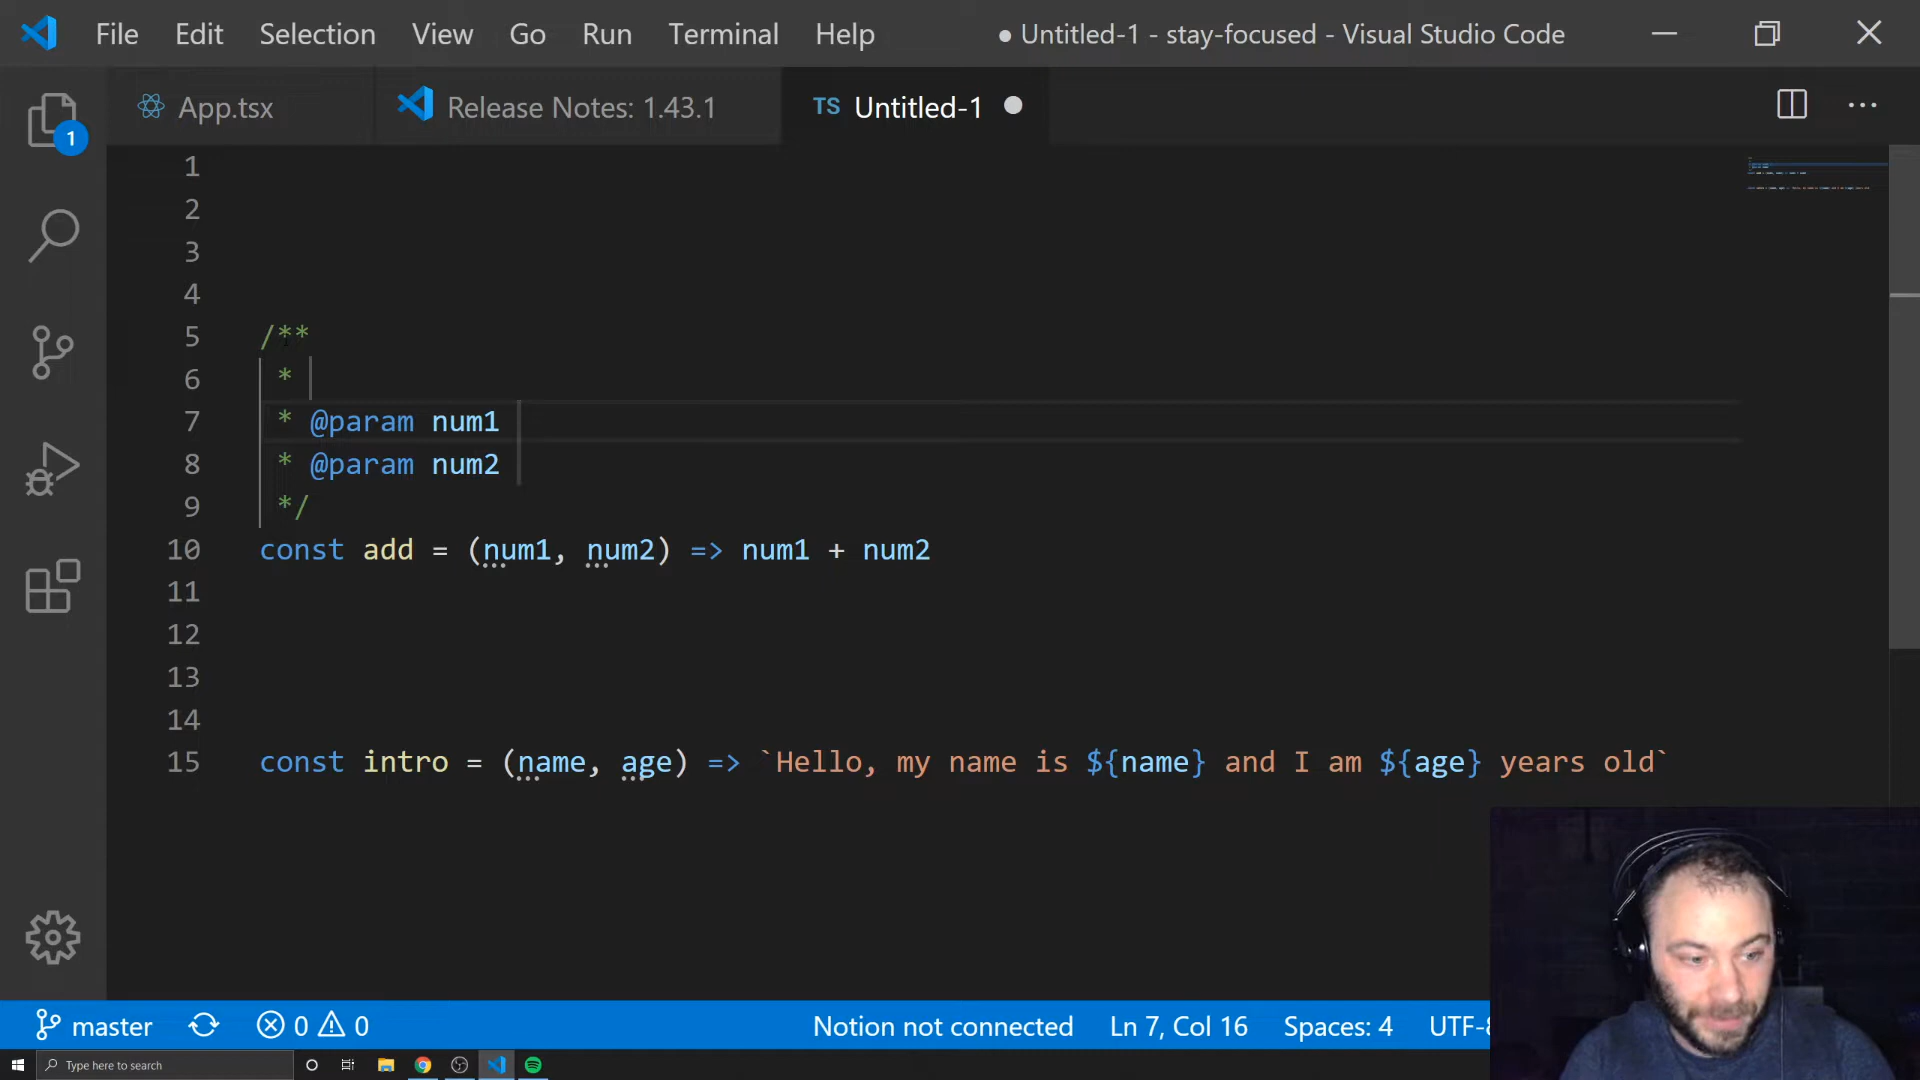 File Edit Selection View Go Run Terminal Help ● Untitled-1 - stay-focused - Visual Studio Code
App.tsx Release Notes: 1.43.1 TS Untitled-1 ●
1
1
2
3
4
5 /**
6 *
7 * @param num1
8 * @param num2
9 */
10 const add = (num1, num2) => num1 + num2
11
12
13
14
15 const intro = (name, age) => `Hello, my name is ${name} and I am ${age} years old`
master 0 0 Notion not connected Ln 7, Col 16 Spaces: 4 UTF-8
Type here to search